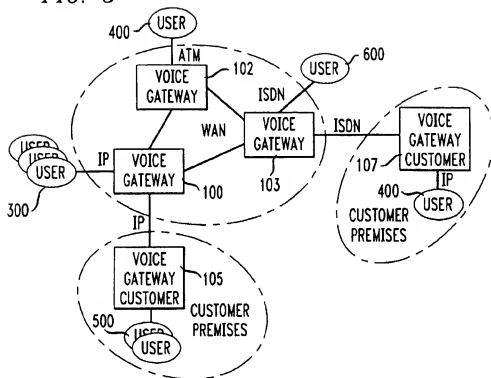 400
USER
ATM
VOICE
GATEWAY
102
USER
600
ISDN
WAN
VOICE
GATEWAY
103
ISDN
VOICE
GATEWAY
CUSTOMER
107
IP
400
USER
CUSTOMER
PREMISES
USER
USER
USER
300
IP
VOICE
GATEWAY
100
IP
VOICE
GATEWAY
CUSTOMER
105
500
USER
USER
CUSTOMER
PREMISES